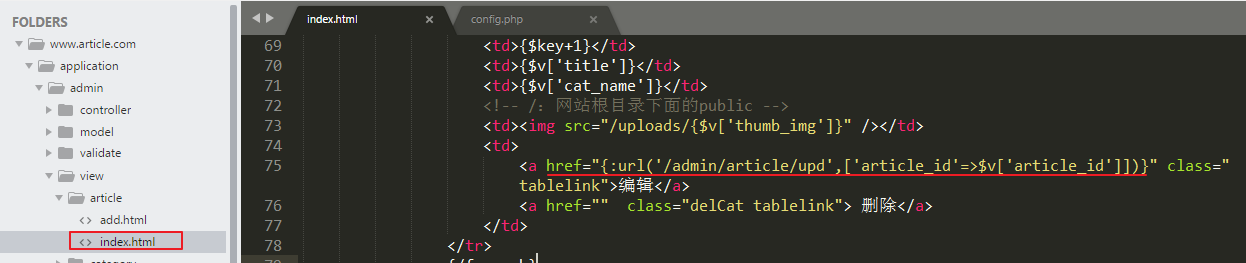 FOLDERS
www.article.com
application
admin
controller
model
validate
view
article
add.html
index.html
index.html ×
config.php ×
69 <td>{$key+1}</td>
70 <td>{$v['title']}</td>
71 <td>{$v['cat_name']}</td>
72 <!-- /：网站根目录下面的public -->
73 <td><img src="/uploads/{$v['thumb_img']}" /></td>
74 <td>
75 <a href="{:url('/admin/article/upd',['article_id'=>$v['article_id']])}" class="
tablelink">编辑</a>
76 <a href=""  class="delCat tablelink"> 删除</a>
77 </td>
78 </tr>